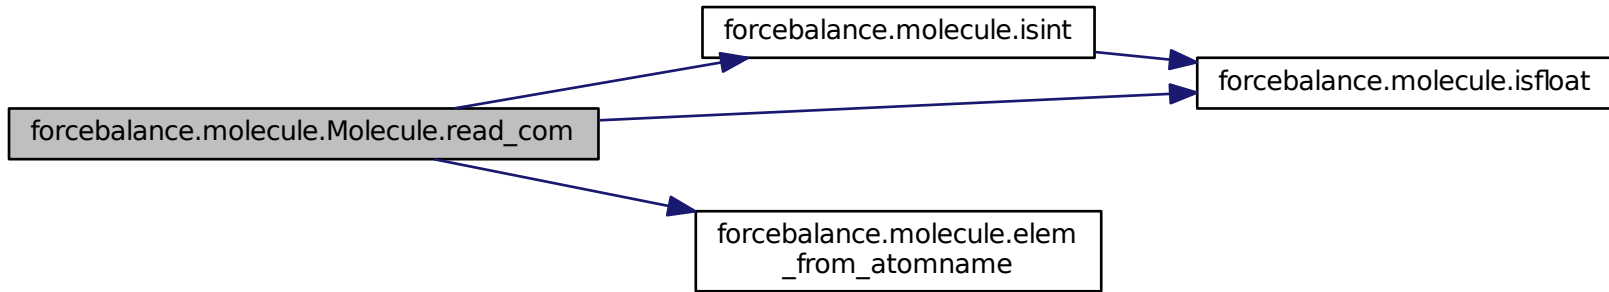 forcebalance.molecule.isint
forcebalance.molecule.isfloat
forcebalance.molecule.Molecule.read_com
forcebalance.molecule.elem
_from_atomname